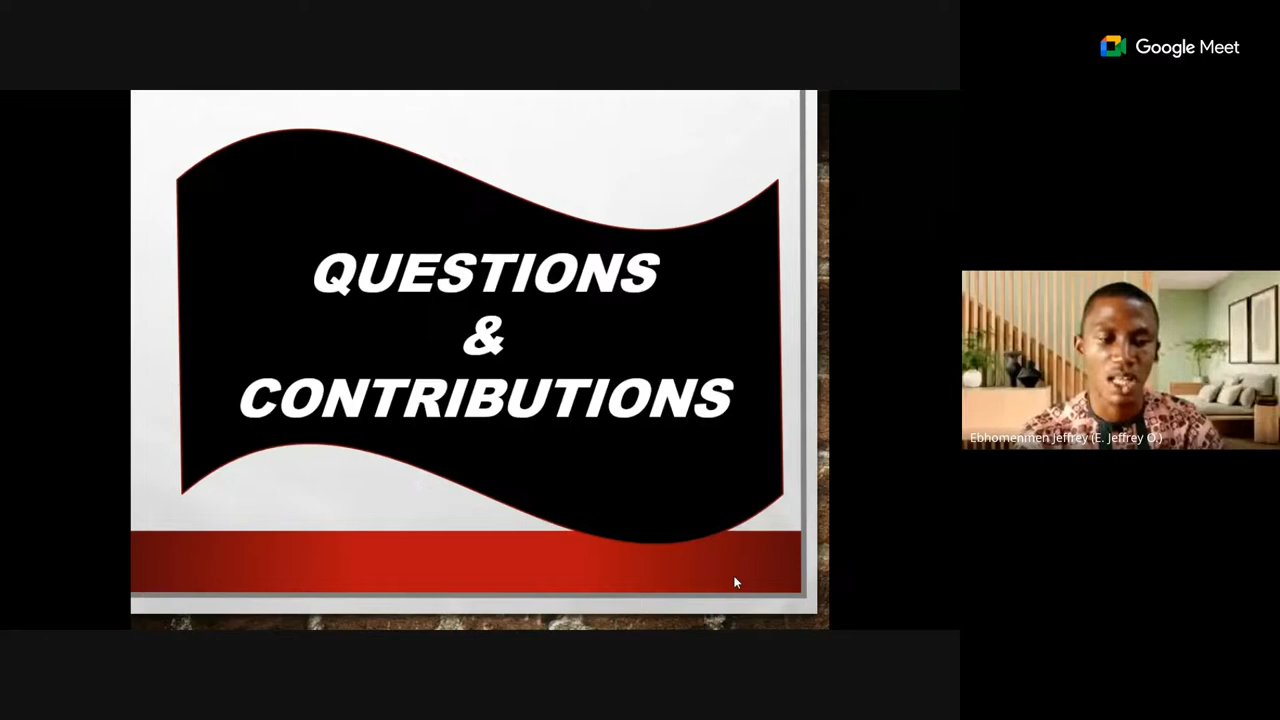 Google Meet
QUESTIONS
&
CONTRIBUTIONS
Ebhomenmen Jeffrey (E. Jeffrey O.)